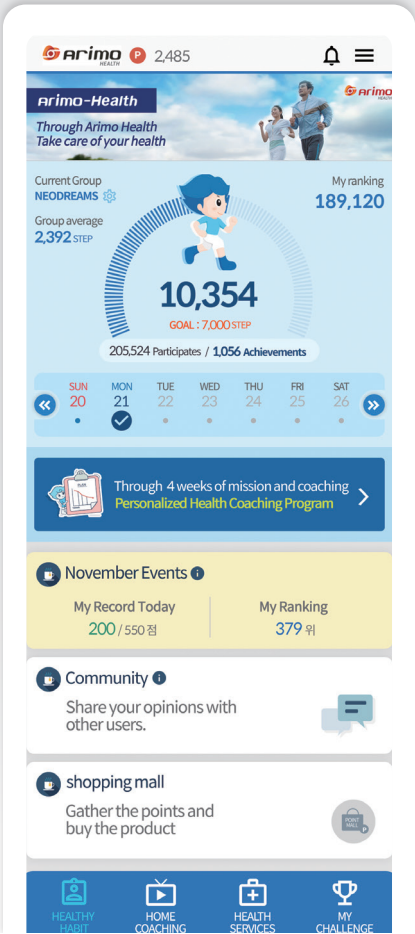 Arimo HEALTH P 2,485
Arimo HEALTH
Arimo-Health
Through Arimo Health
Take care of your health
Current Group
NEODREAMS
Group average
2,392 STEP
My ranking
189,120
10,354
GOAL : 7,000 STEP
205,524 Participates / 1,056 Achievements
SUN MON TUE WED THU FRI SAT
20 21 22 23 24 25 26
Through 4 weeks of mission and coaching
Personalized Health Coaching Program
November Events
My Record Today
200 / 550 점
My Ranking
379 위
Community
Share your opinions with
other users.
shopping mall
Gather the points and
buy the product
POINT
MALL
P
HEALTHY
HABIT
HOME
COACHING
HEALTH
SERVICES
MY
CHALLENGE